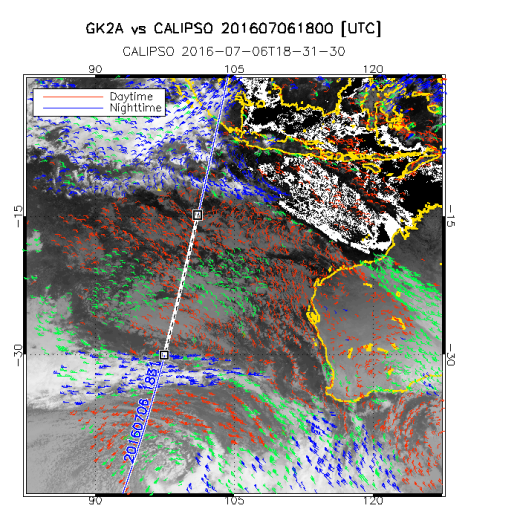 GK2A vs CALIPSO 201607061800 [UTC]
CALIPSO 2016-07-06T18-31-30
90 105 120
Daytime
Nighttime
-15 -15
-30 -30
20160706 1831
90 105 120